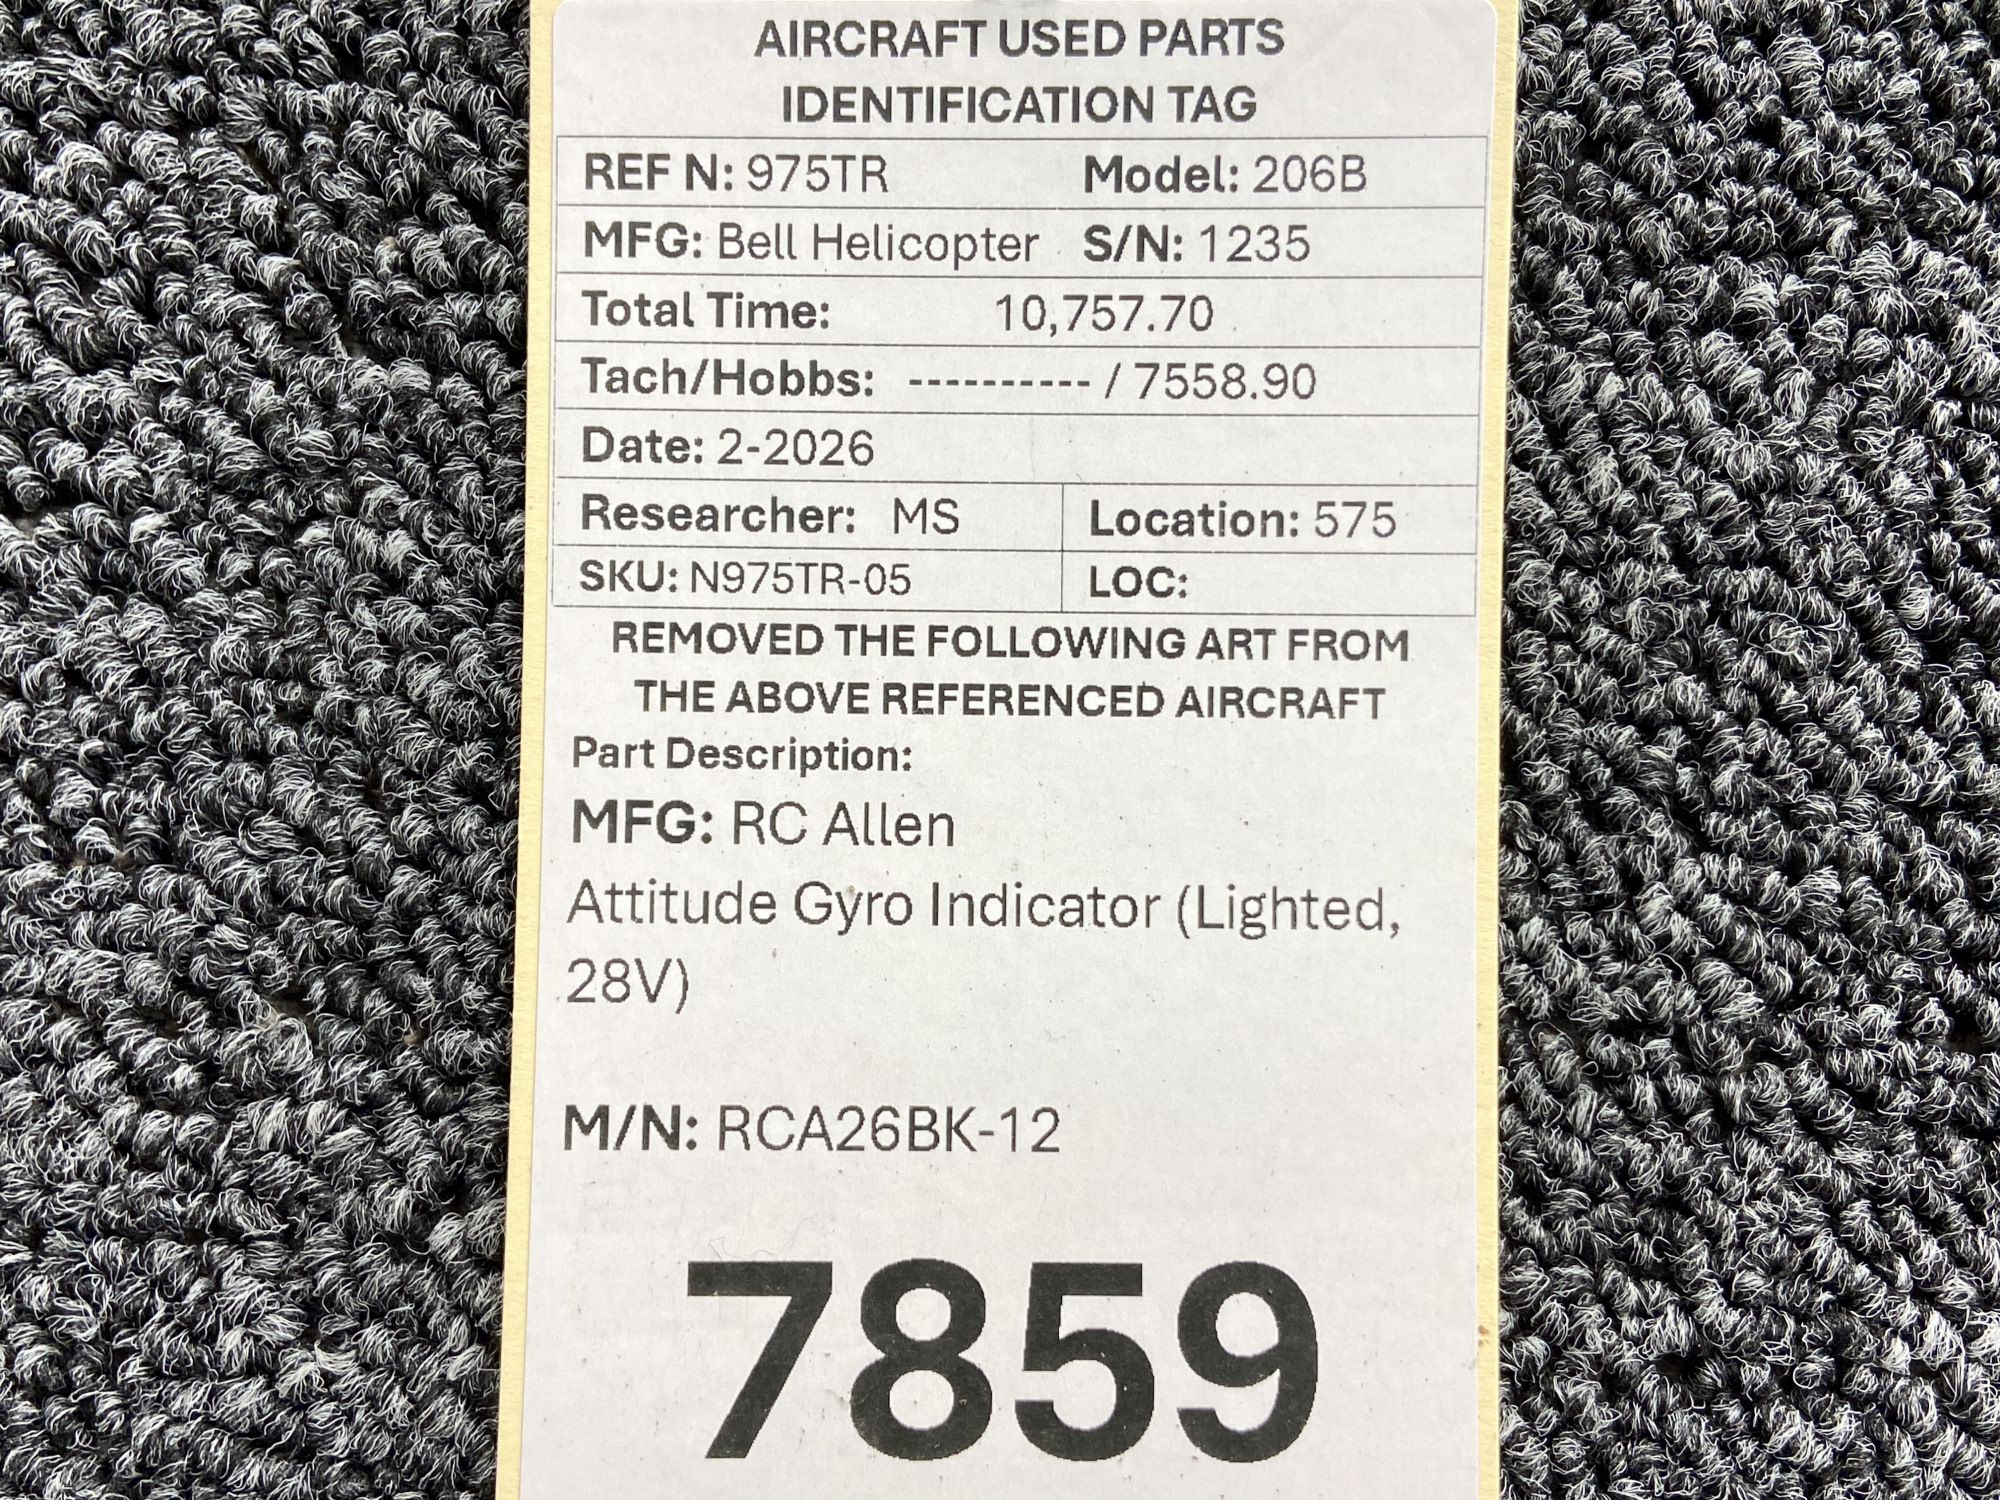 AIRCRAFT USED PARTS
IDENTIFICATION TAG
REF N: 975TR Model: 206B
MFG: Bell Helicopter S/N: 1235
Total Time: 10,757.70
Tach/Hobbs: ---------- / 7558.90
Date: 2-2026
Researcher: MS Location: 575
SKU: N975TR-05 LOC:
REMOVED THE FOLLOWING ART FROM
THE ABOVE REFERENCED AIRCRAFT
Part Description:
MFG: RC Allen
Attitude Gyro Indicator (Lighted,
28V)
M/N: RCA26BK-12
7859